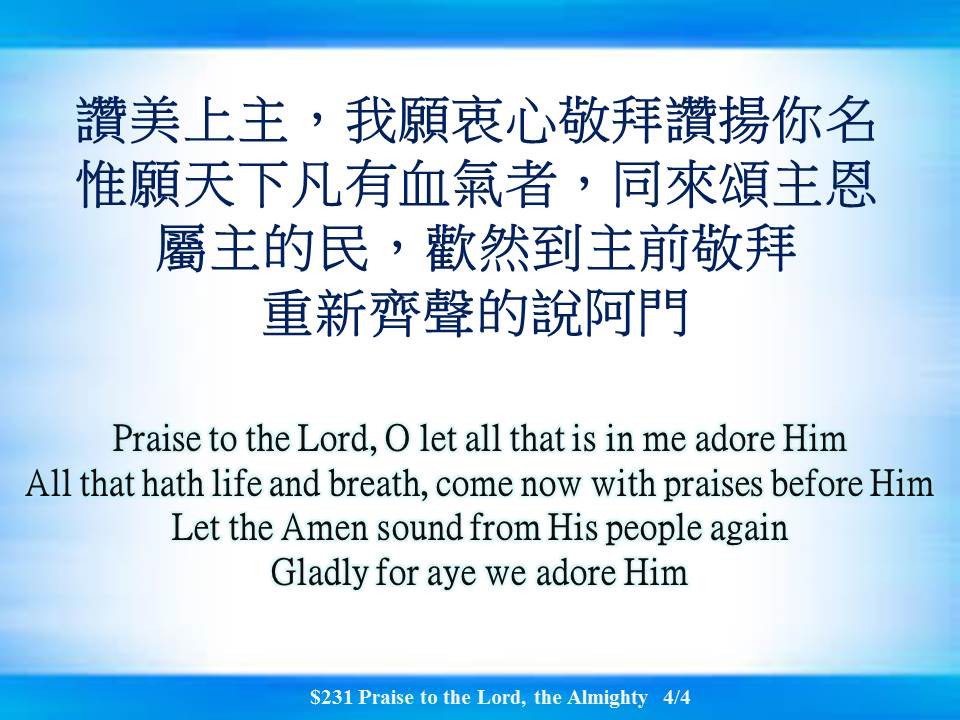 讚美上主，我願衷心敬拜讚揚你名
惟願天下凡有血氣者，同來頌主恩
屬主的民，歡然到主前敬拜
重新齊聲的說阿門
Praise to the Lord, O let all that is in me adore Him
All that hath life and breath, come now with praises before Him
Let the Amen sound from His people again
Gladly for aye we adore Him
$231 Praise to the Lord, the Almighty 4/4